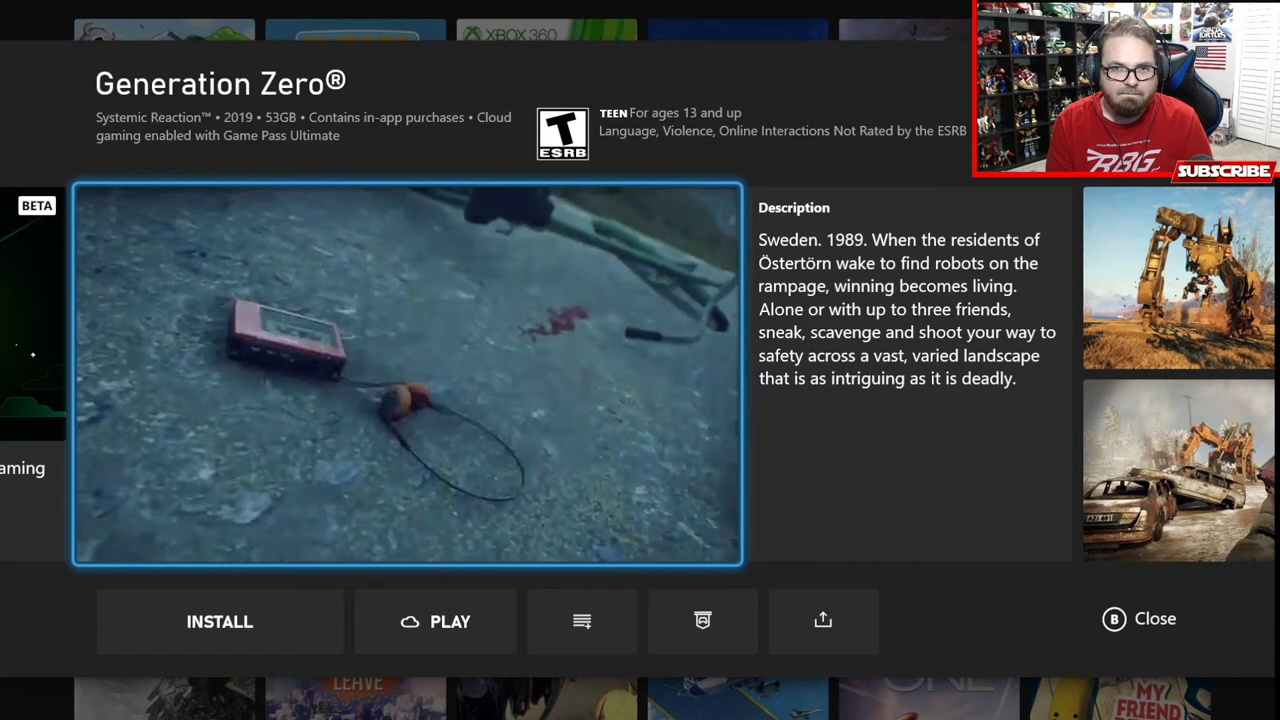 XBOX 360
Generation Zero®
Systemic Reaction™ • 2019 • 53GB • Contains in-app purchases • Cloud
gaming enabled with Game Pass Ultimate
T
ESRB
TEEN For ages 13 and up
Language, Violence, Online Interactions Not Rated by the ESRB
RBG
SUBSCRIBE
BETA
aming
Description
Sweden. 1989. When the residents of
Östertörn wake to find robots on the
rampage, winning becomes living.
Alone or with up to three friends,
sneak, scavenge and shoot your way to
safety across a vast, varied landscape
that is as intriguing as it is deadly.
INSTALL
PLAY
B Close
LEAVE
ONE
MY
FRIEND